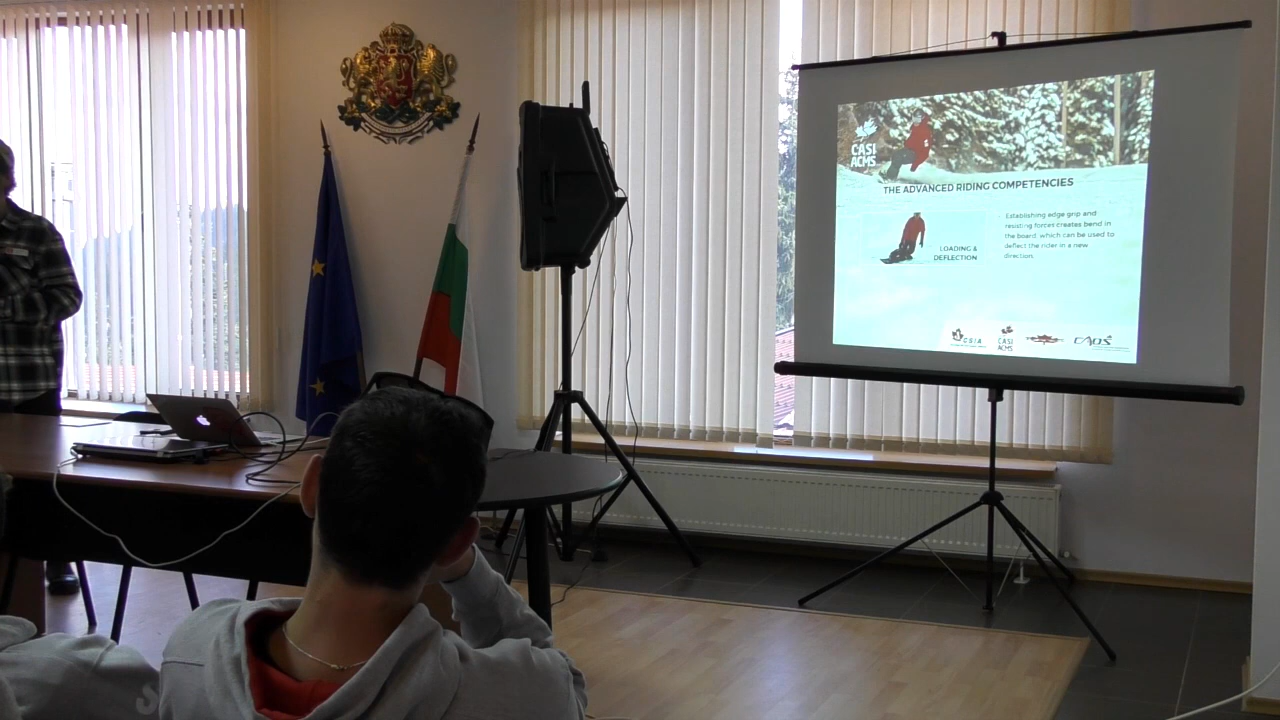 CASI
ACMS
THE ADVANCED RIDING COMPETENCIES
LOADING &
DEFLECTION
- Establishing edge grip and
resisting forces creates bend in
the board, which can be used to
deflect the rider in a new
direction.
CSIA
CASI
ACMS
CADS